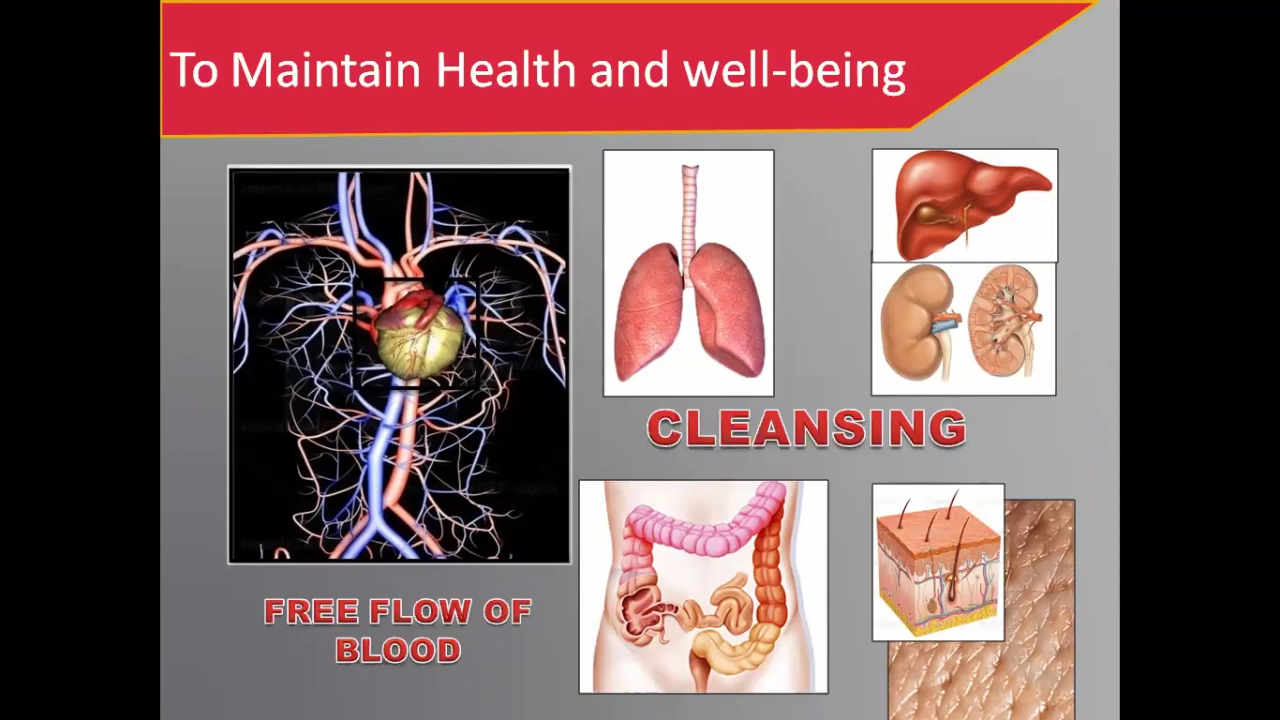 To Maintain Health and well-being
CLEANSING
FREE FLOW OF
BLOOD